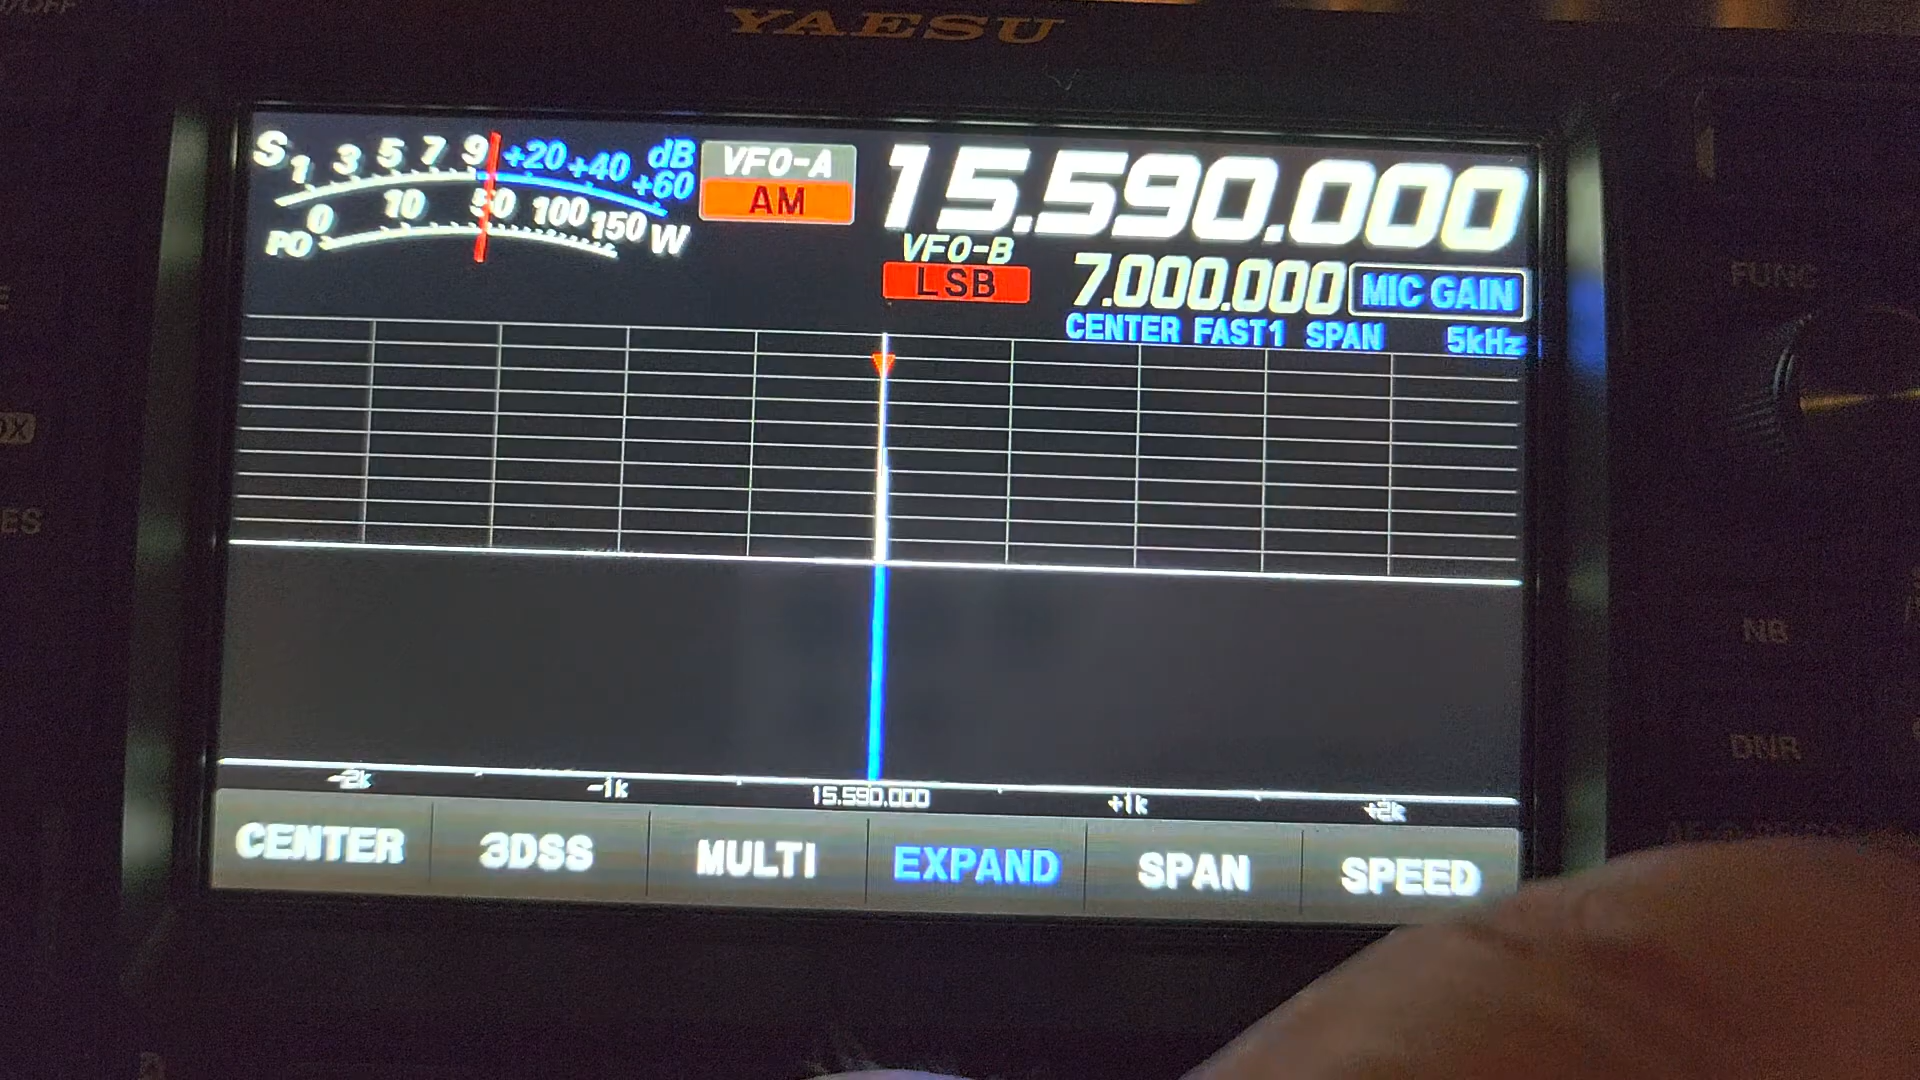 YAESU
S 1 3 5 7 9 +20 +40 +60 dB
PO 0 10 50 100 150 W
VFO-A
AM
15.590.000
VFO-B
LSB
7.000.000
MIC GAIN
CENTER FAST1 SPAN 5kHz
FUNC
NB
DNR
-2k -1k 15.590.000 +1k +2k
CENTER 3DSS MULTI EXPAND SPAN SPEED